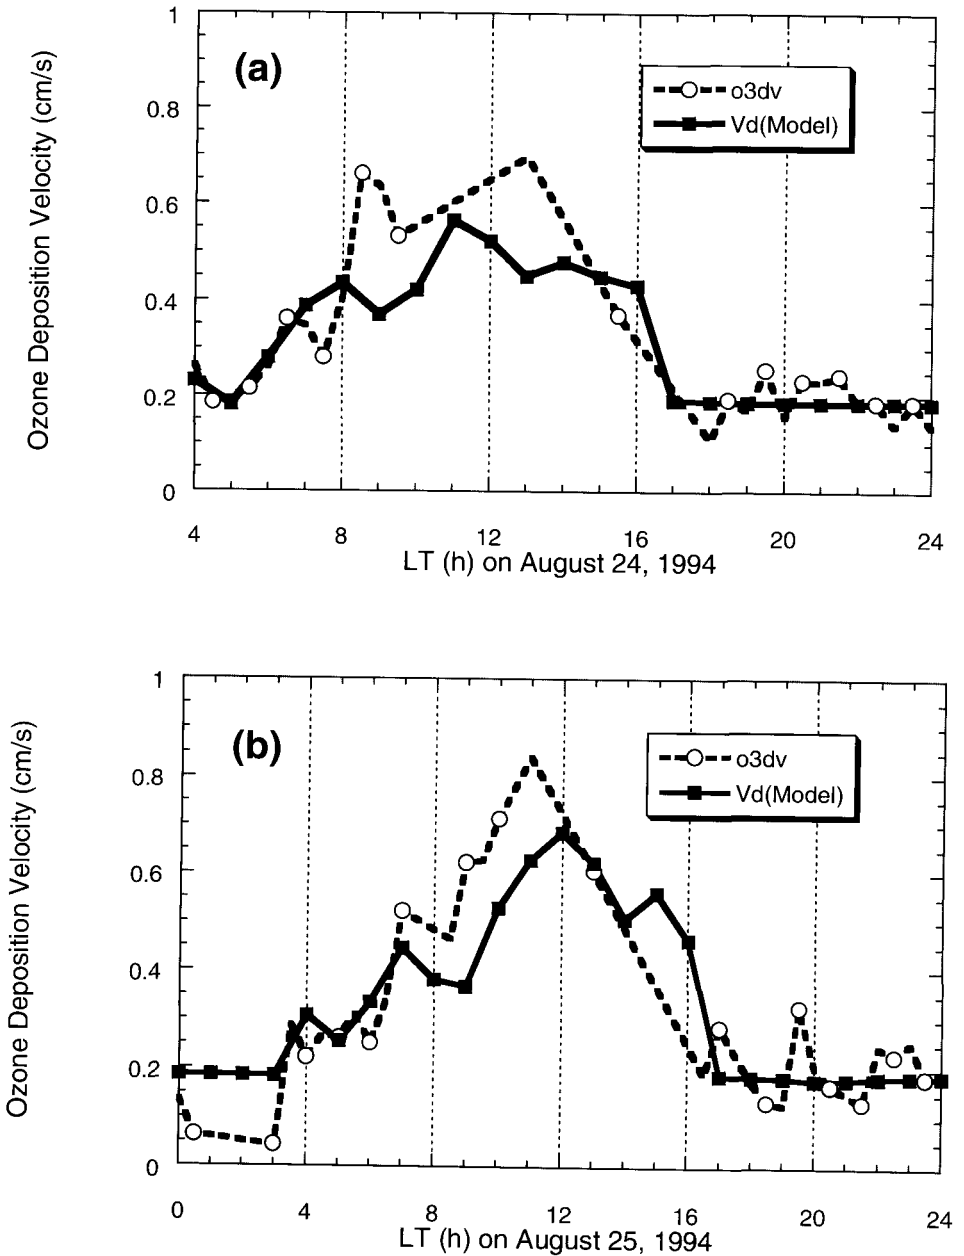 1
0.8
0.6
0.4
0.2
0
Ozone Deposition Velocity (cm/s)
(a)
o3dv
Vd(Model)
4
8
12
16
20
24
LT (h) on August 24, 1994
1
0.8
0.6
0.4
0.2
0
Ozone Deposition Velocity (cm/s)
(b)
o3dv
Vd(Model)
0
4
8
12
16
20
24
LT (h) on August 25, 1994